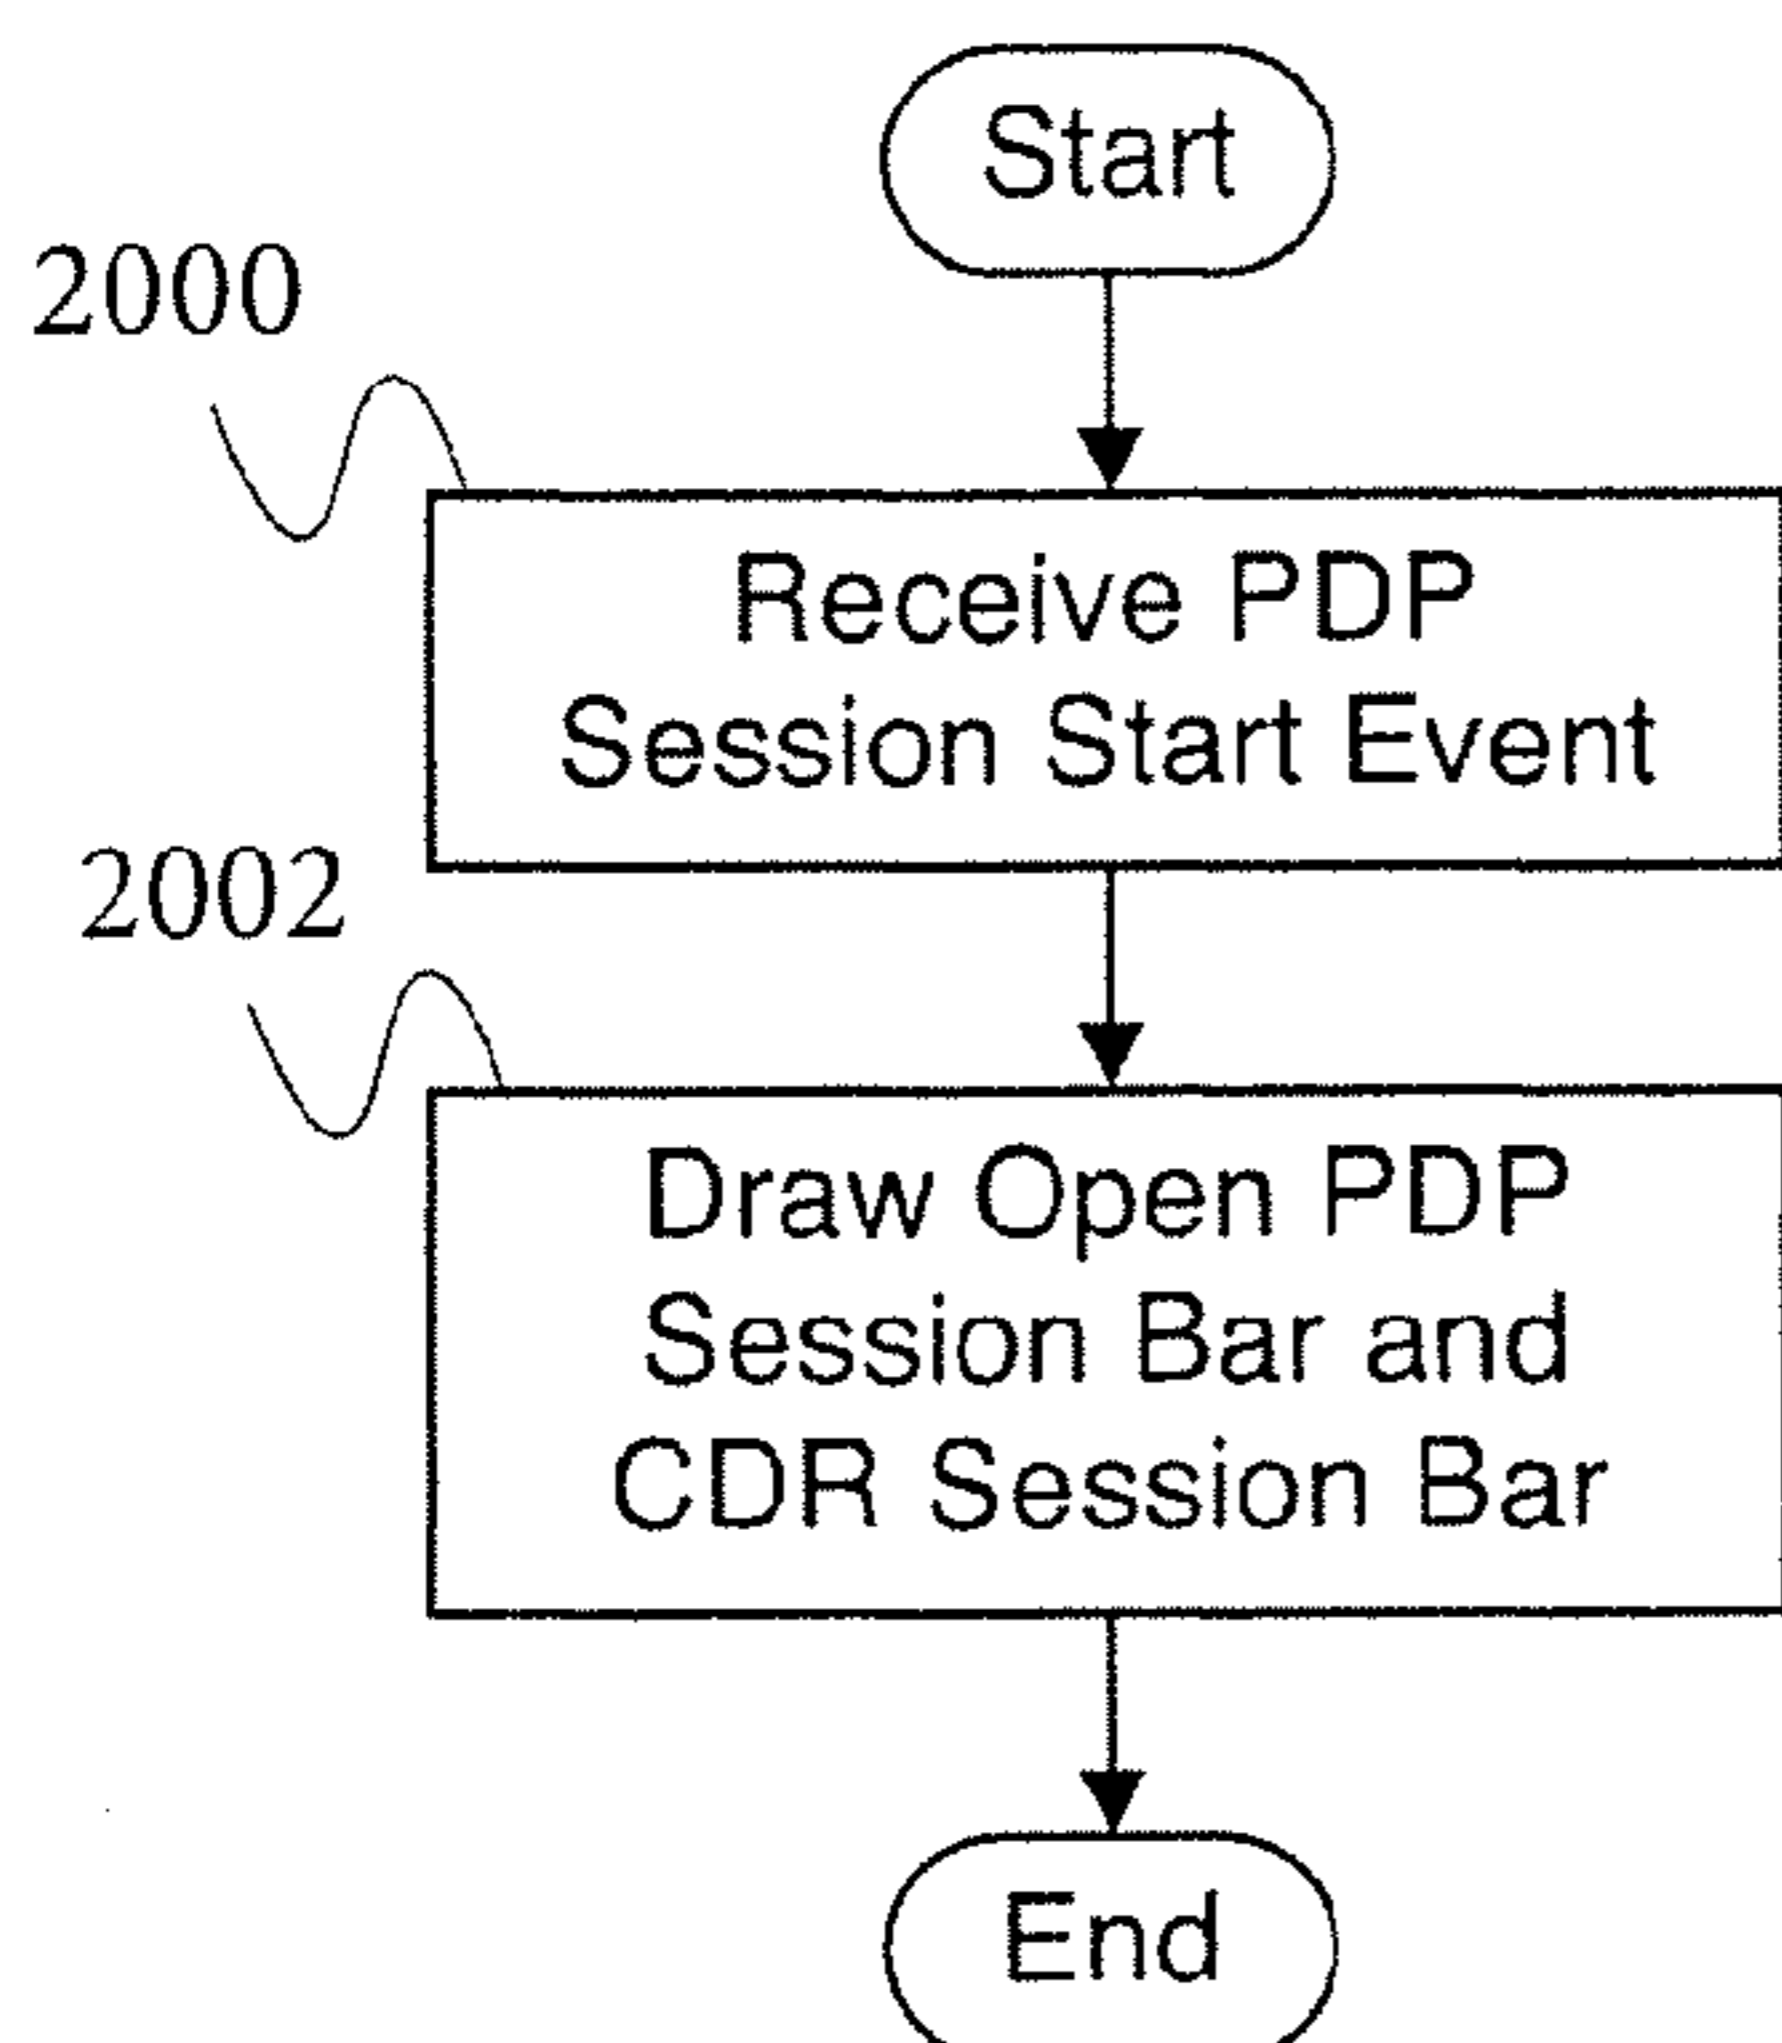 Start
2000
Receive PDP
Session Start Event
2002
Draw Open PDP
Session Bar and
CDR Session Bar
End